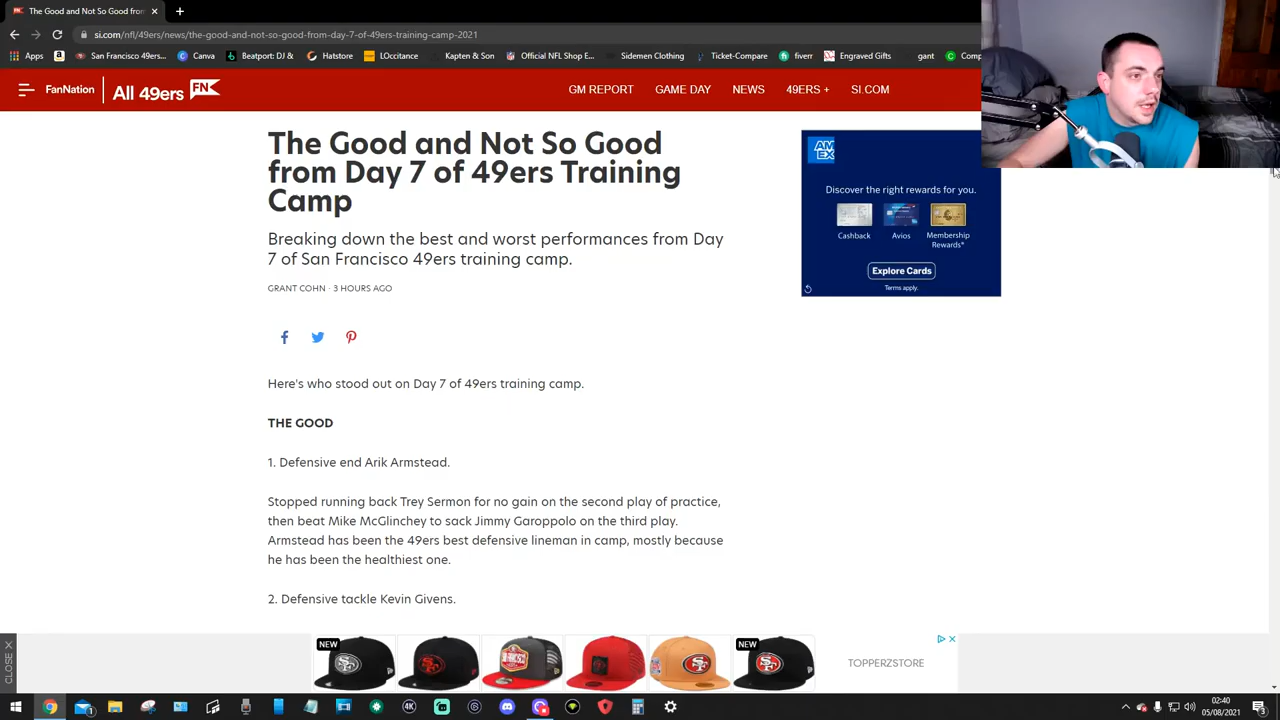 The Good and Not So Good from D
si.com/nfl/49ers/news/the-good-and-not-so-good-from-day-7-of-49ers-training-camp-2021
Apps
San Francisco 49ers...
Canva
Beatport: DJ &
Hatstore
LOccitance
Kapten & Son
Official NFL Shop E...
Sidemen Clothing
Ticket-Compare
fiverr
Engraved Gifts
gant
Comp
FanNation
All 49ers FN
GM REPORT
GAME DAY
NEWS
49ERS +
SI.COM
The Good and Not So Good
from Day 7 of 49ers Training
Camp
Breaking down the best and worst performances from Day
7 of San Francisco 49ers training camp.
GRANT COHN · 3 HOURS AGO
AM
EX
Discover the right rewards for you.
Cashback
Avios
Membership
Rewards®
Explore Cards
Terms apply.
Here's who stood out on Day 7 of 49ers training camp.
THE GOOD
1. Defensive end Arik Armstead.
Stopped running back Trey Sermon for no gain on the second play of practice,
then beat Mike McGlinchey to sack Jimmy Garoppolo on the third play.
Armstead has been the 49ers best defensive lineman in camp, mostly because
he has been the healthiest one.
2. Defensive tackle Kevin Givens.
CLOSE X
NEW
NEW
TOPPERZSTORE
02:40
05/08/2021